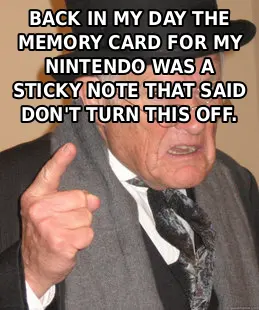 BACK IN MY DAY THE
MEMORY CARD FOR MY
NINTENDO WAS A
STICKY NOTE THAT SAID
DON'T TURN THIS OFF.